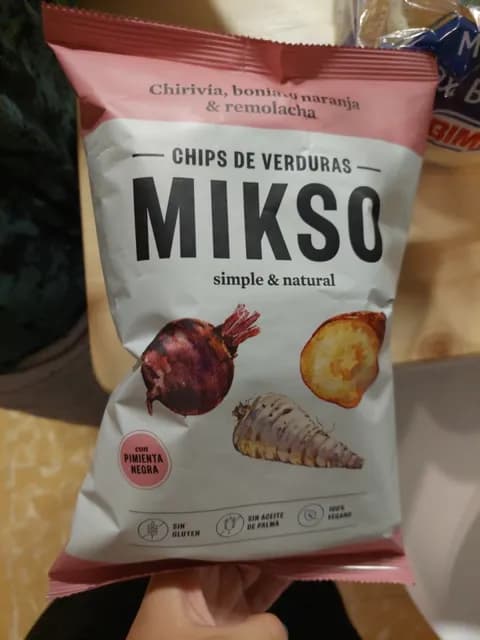 Chirivía, boniato naranja
& remolacha
CHIPS DE VERDURAS
MIKSO
simple & natural
con
PIMIENTA
NEGRA
SIN
GLUTEN
SIN ACEITE
DE PALMA
100%
VEGANO
BIM